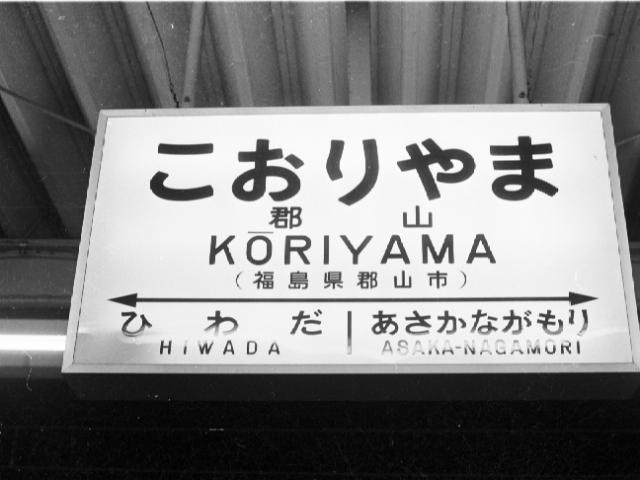 こおりやま
郡山
KŌRIYAMA
(福島県郡山市)
ひわだ | あさかながもり
HIWADA ASAKA-NAGAMORI